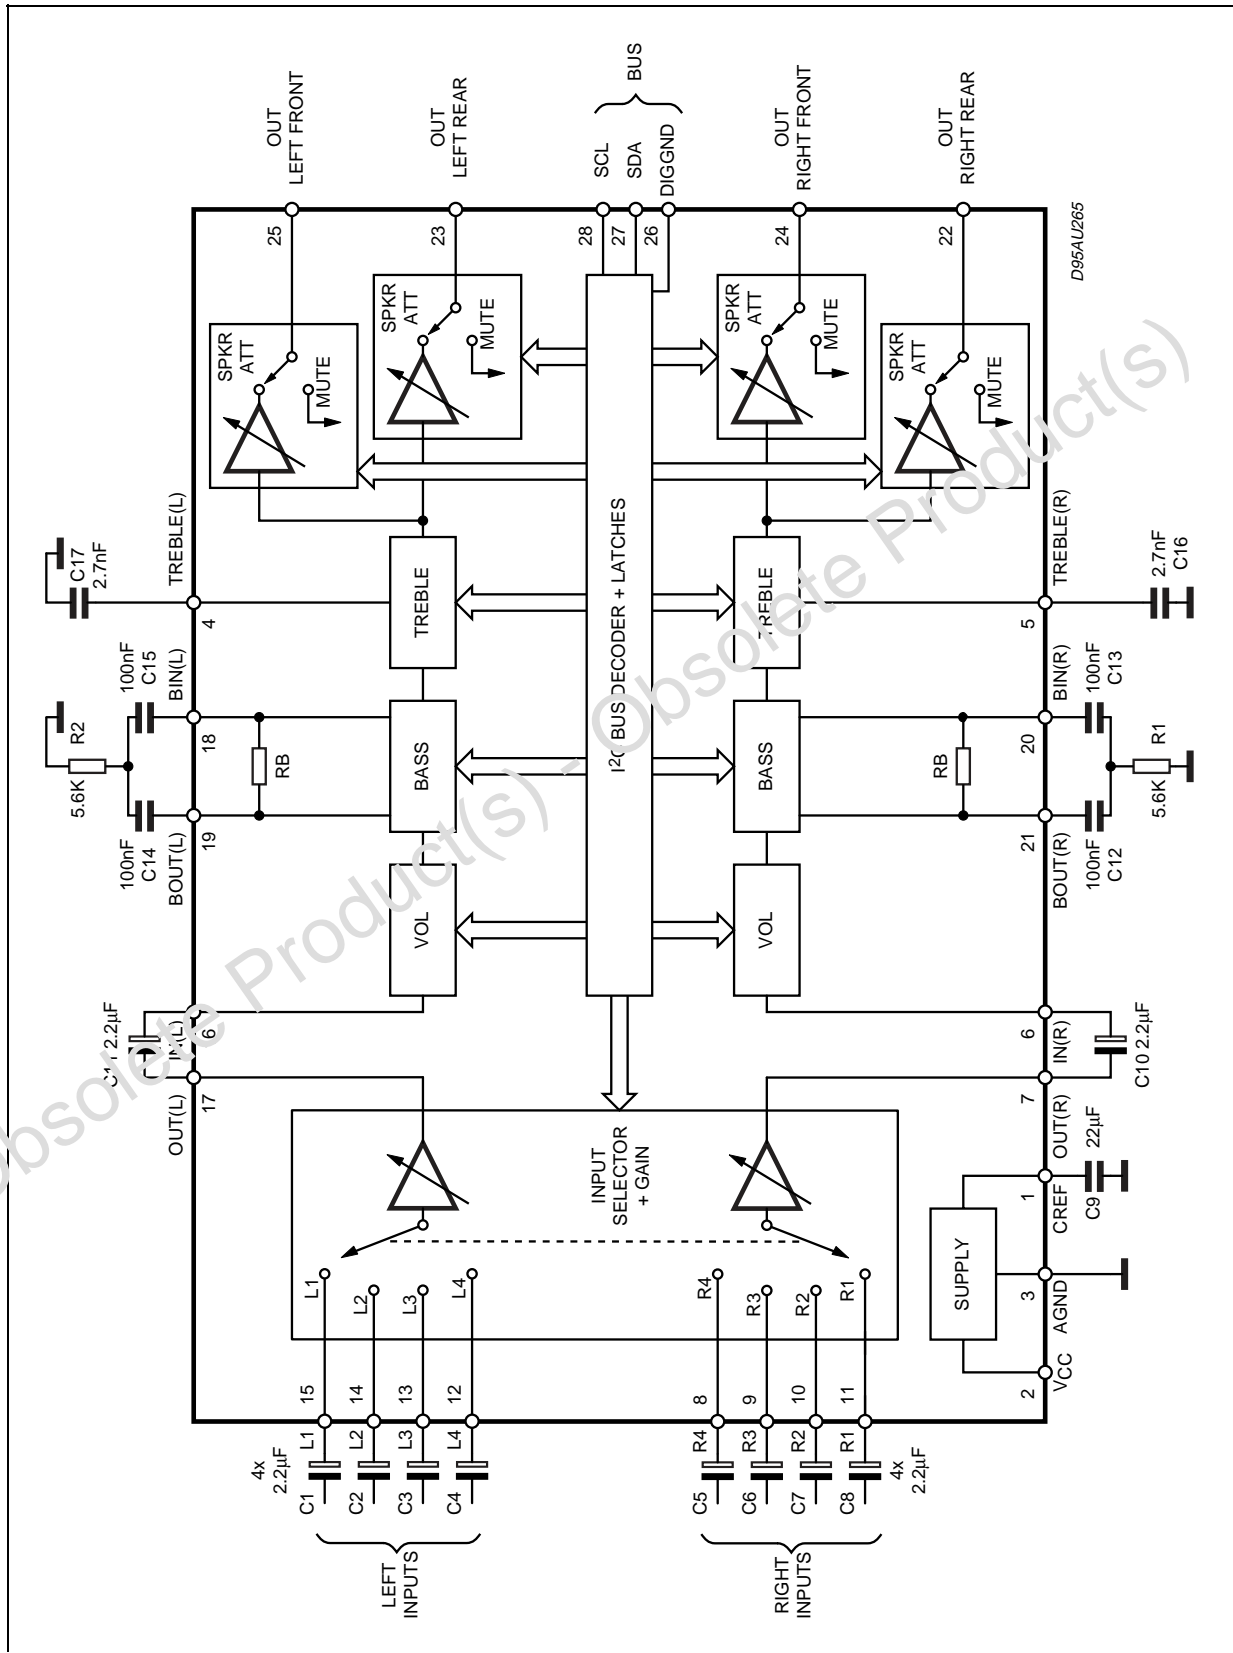 4x
2.2µF
LEFT
INPUTS
C1
L1
15
L1
C2
L2
14
L2
C3
L3
13
L3
C4
L4
12
L4
RIGHT
INPUTS
C5
R4
8
R4
C6
R3
9
R3
C7
R2
10
R2
C8
R1
11
R1
4x
2.2µF
INPUT
SELECTOR
+ GAIN
OUT(L)
17
2.2µF
IN(L)
VOL
BOUT(L)
19
100nF
C14
5.6K
R2
100nF
C15
BIN(L)
18
RB
BASS
TREBLE(L)
4
C17
2.7nF
TREBLE
SPKR
ATT
MUTE
25
OUT
LEFT FRONT
SPKR
ATT
MUTE
23
OUT
LEFT REAR
I²C BUS DECODER + LATCHES
28
SCL
27
SDA
26
DIGGND
BUS
VOL
BASS
TREBLE
SPKR
ATT
MUTE
24
OUT
RIGHT FRONT
SPKR
ATT
MUTE
22
OUT
RIGHT REAR
SUPPLY
2
VCC
3
AGND
1
CREF
C9
22µF
7
OUT(R)
6
IN(R)
C10 2.2µF
RB
21
BOUT(R)
100nF
C12
5.6K
R1
20
BIN(R)
100nF
C13
5
TREBLE(R)
2.7nF
C16
D95AU265
Obsolete Product(s) - Obsolete Product(s)